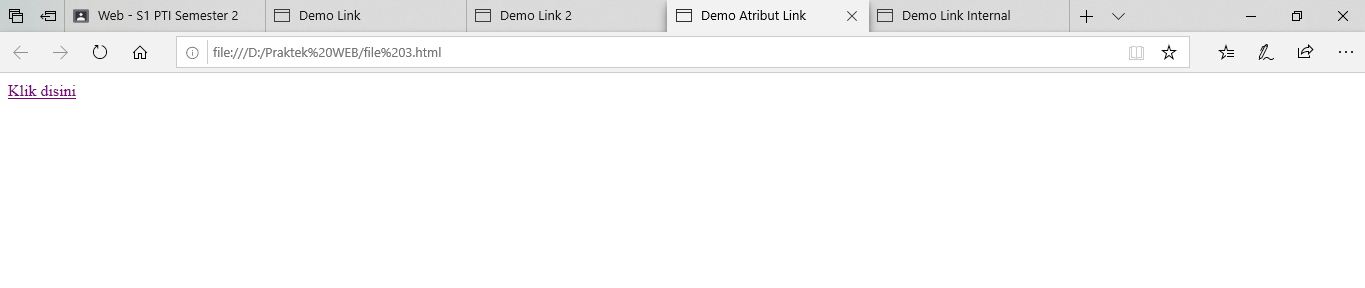 Web - S1 PTI Semester 2
Demo Link
Demo Link 2
Demo Atribut Link
Demo Link Internal
file:///D:/Praktek%20WEB/file%203.html
Klik disini